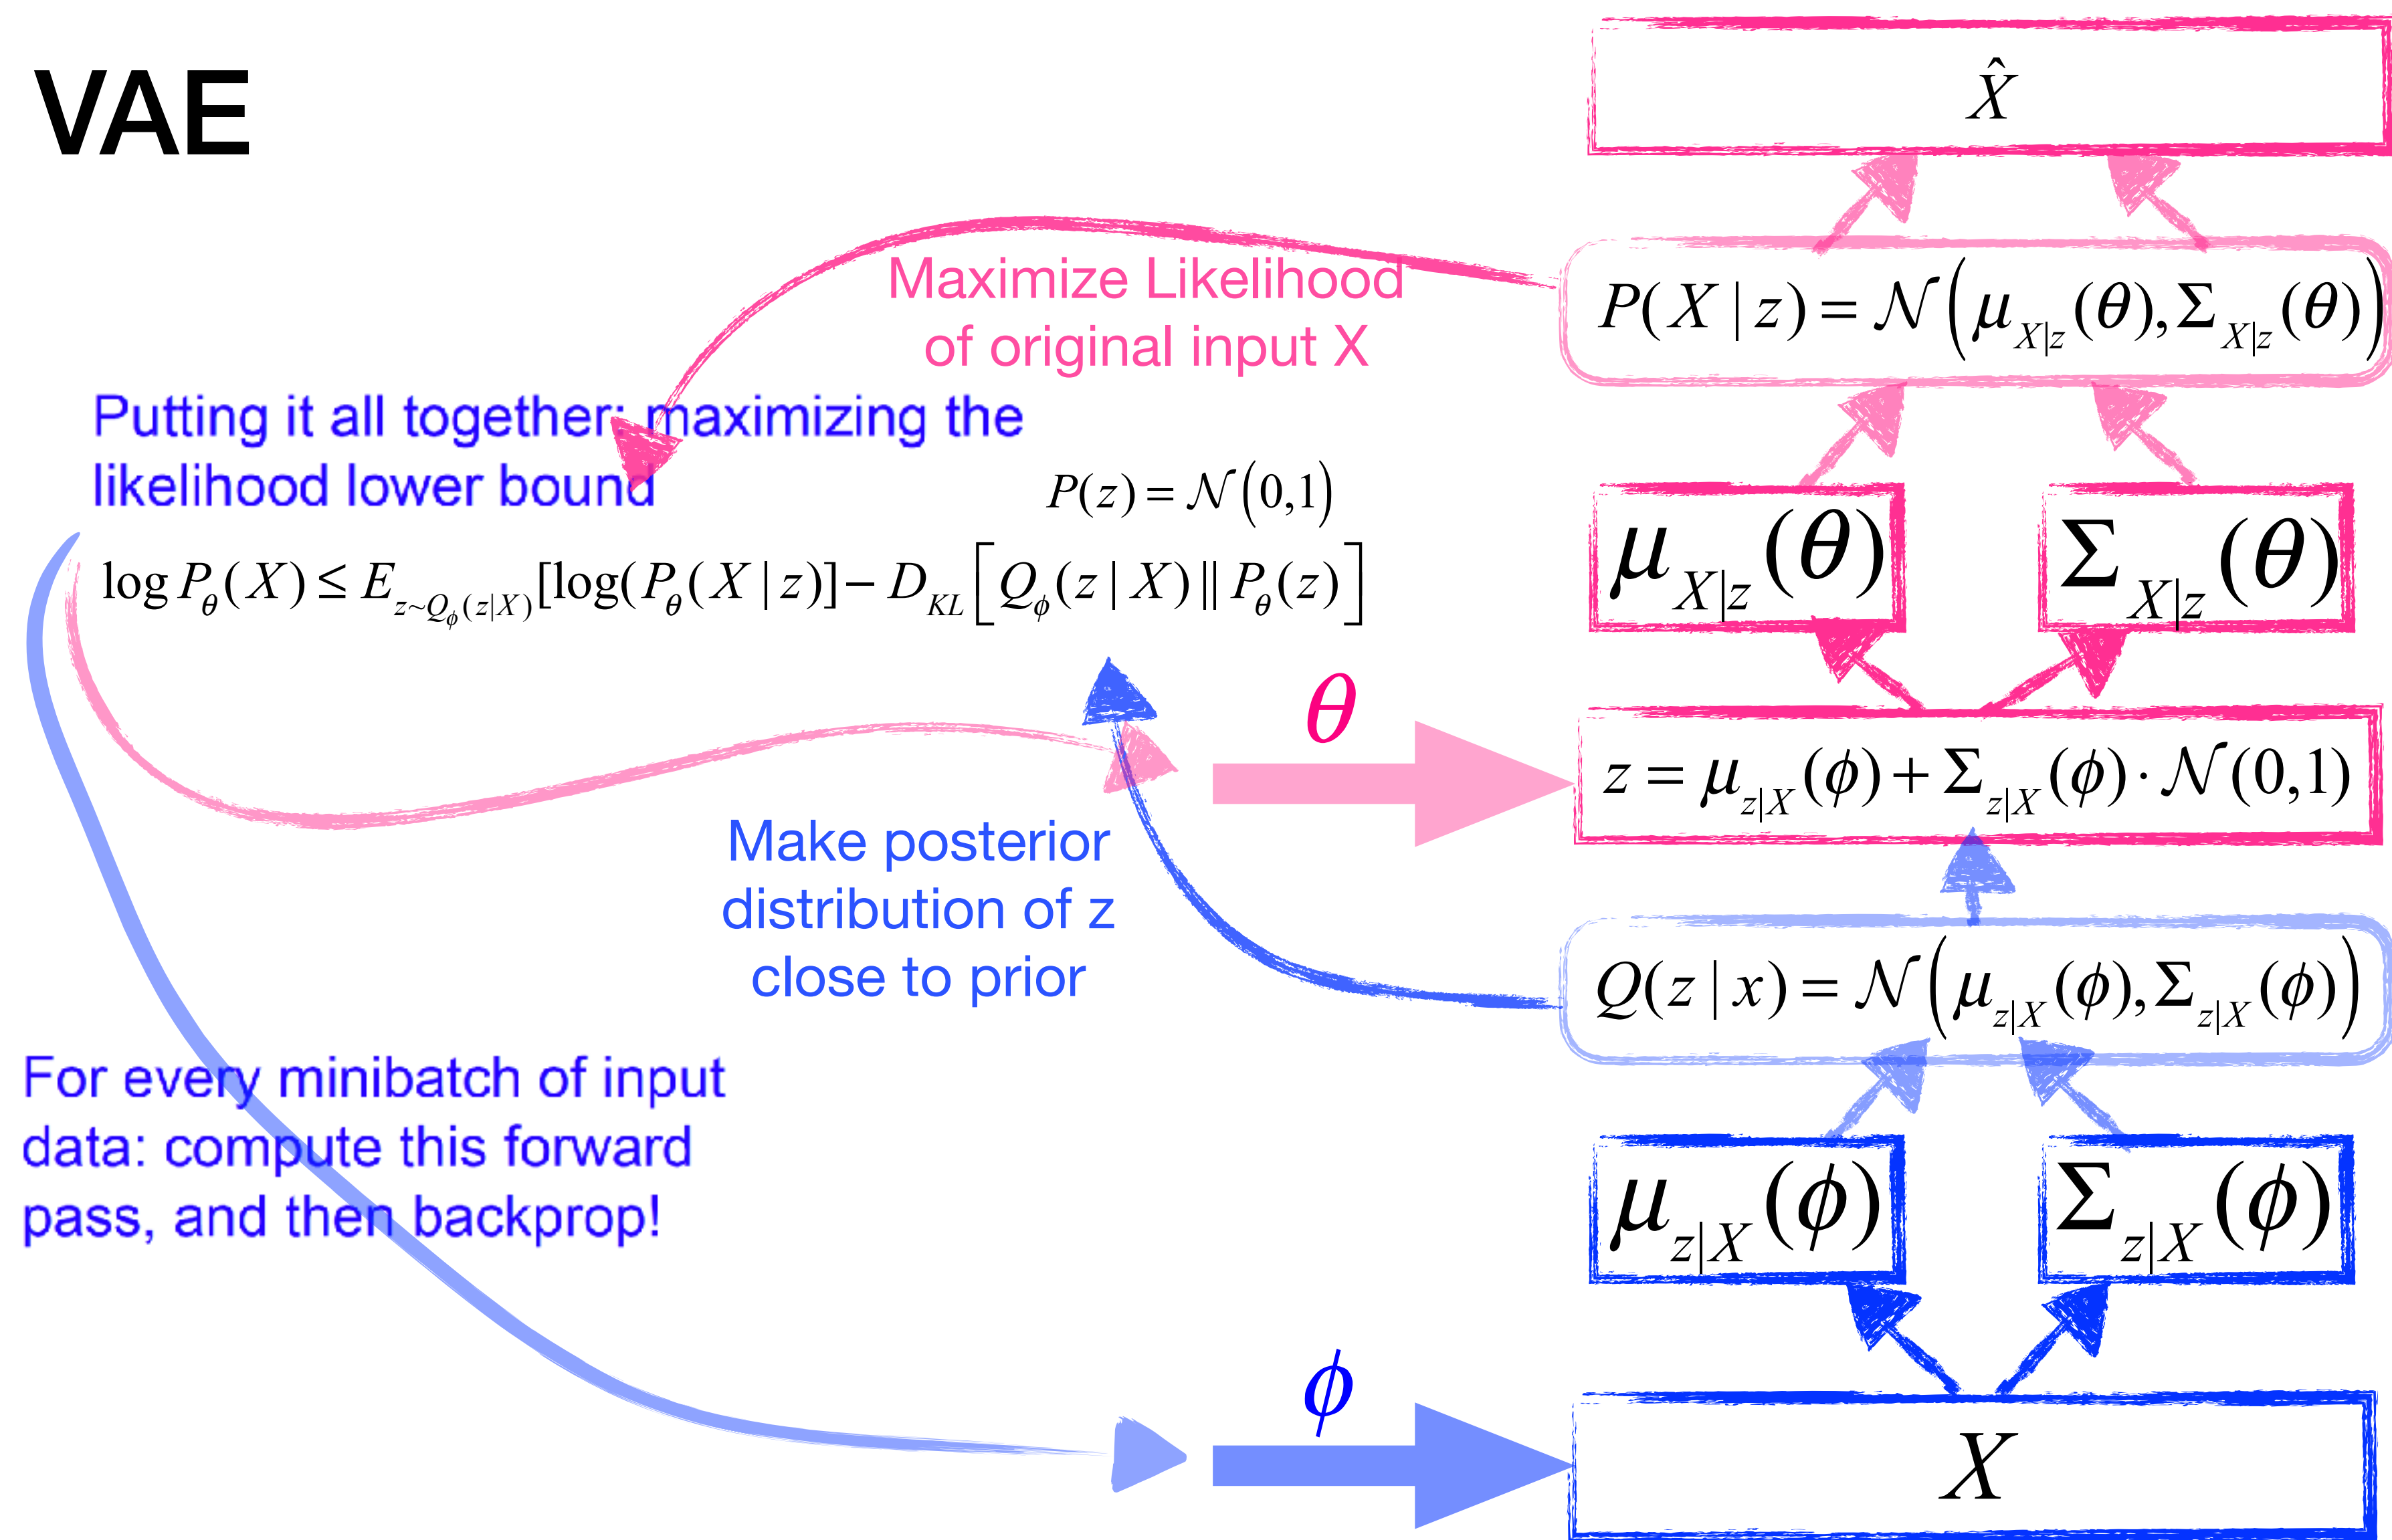 VAE
X̂
P(X | z) = 𝒩(μ_{X|z}(θ), Σ_{X|z}(θ))
Maximize Likelihood
of original input X
Putting it all together: maximizing the
likelihood lower bound
P(z) = 𝒩(0,1)
μ_{X|z}(θ)
Σ_{X|z}(θ)
log P_θ(X) ≤ E_{z~Q_ϕ(z|X)}[log(P_θ(X | z)] − D_{KL}[Q_ϕ(z | X) || P_θ(z)]
θ
z = μ_{z|X}(ϕ) + Σ_{z|X}(ϕ) · 𝒩(0,1)
Make posterior
distribution of z
close to prior
Q(z | x) = 𝒩(μ_{z|X}(ϕ), Σ_{z|X}(ϕ))
For every minibatch of input
data: compute this forward
pass, and then backprop!
μ_{z|X}(ϕ)
Σ_{z|X}(ϕ)
ϕ
X